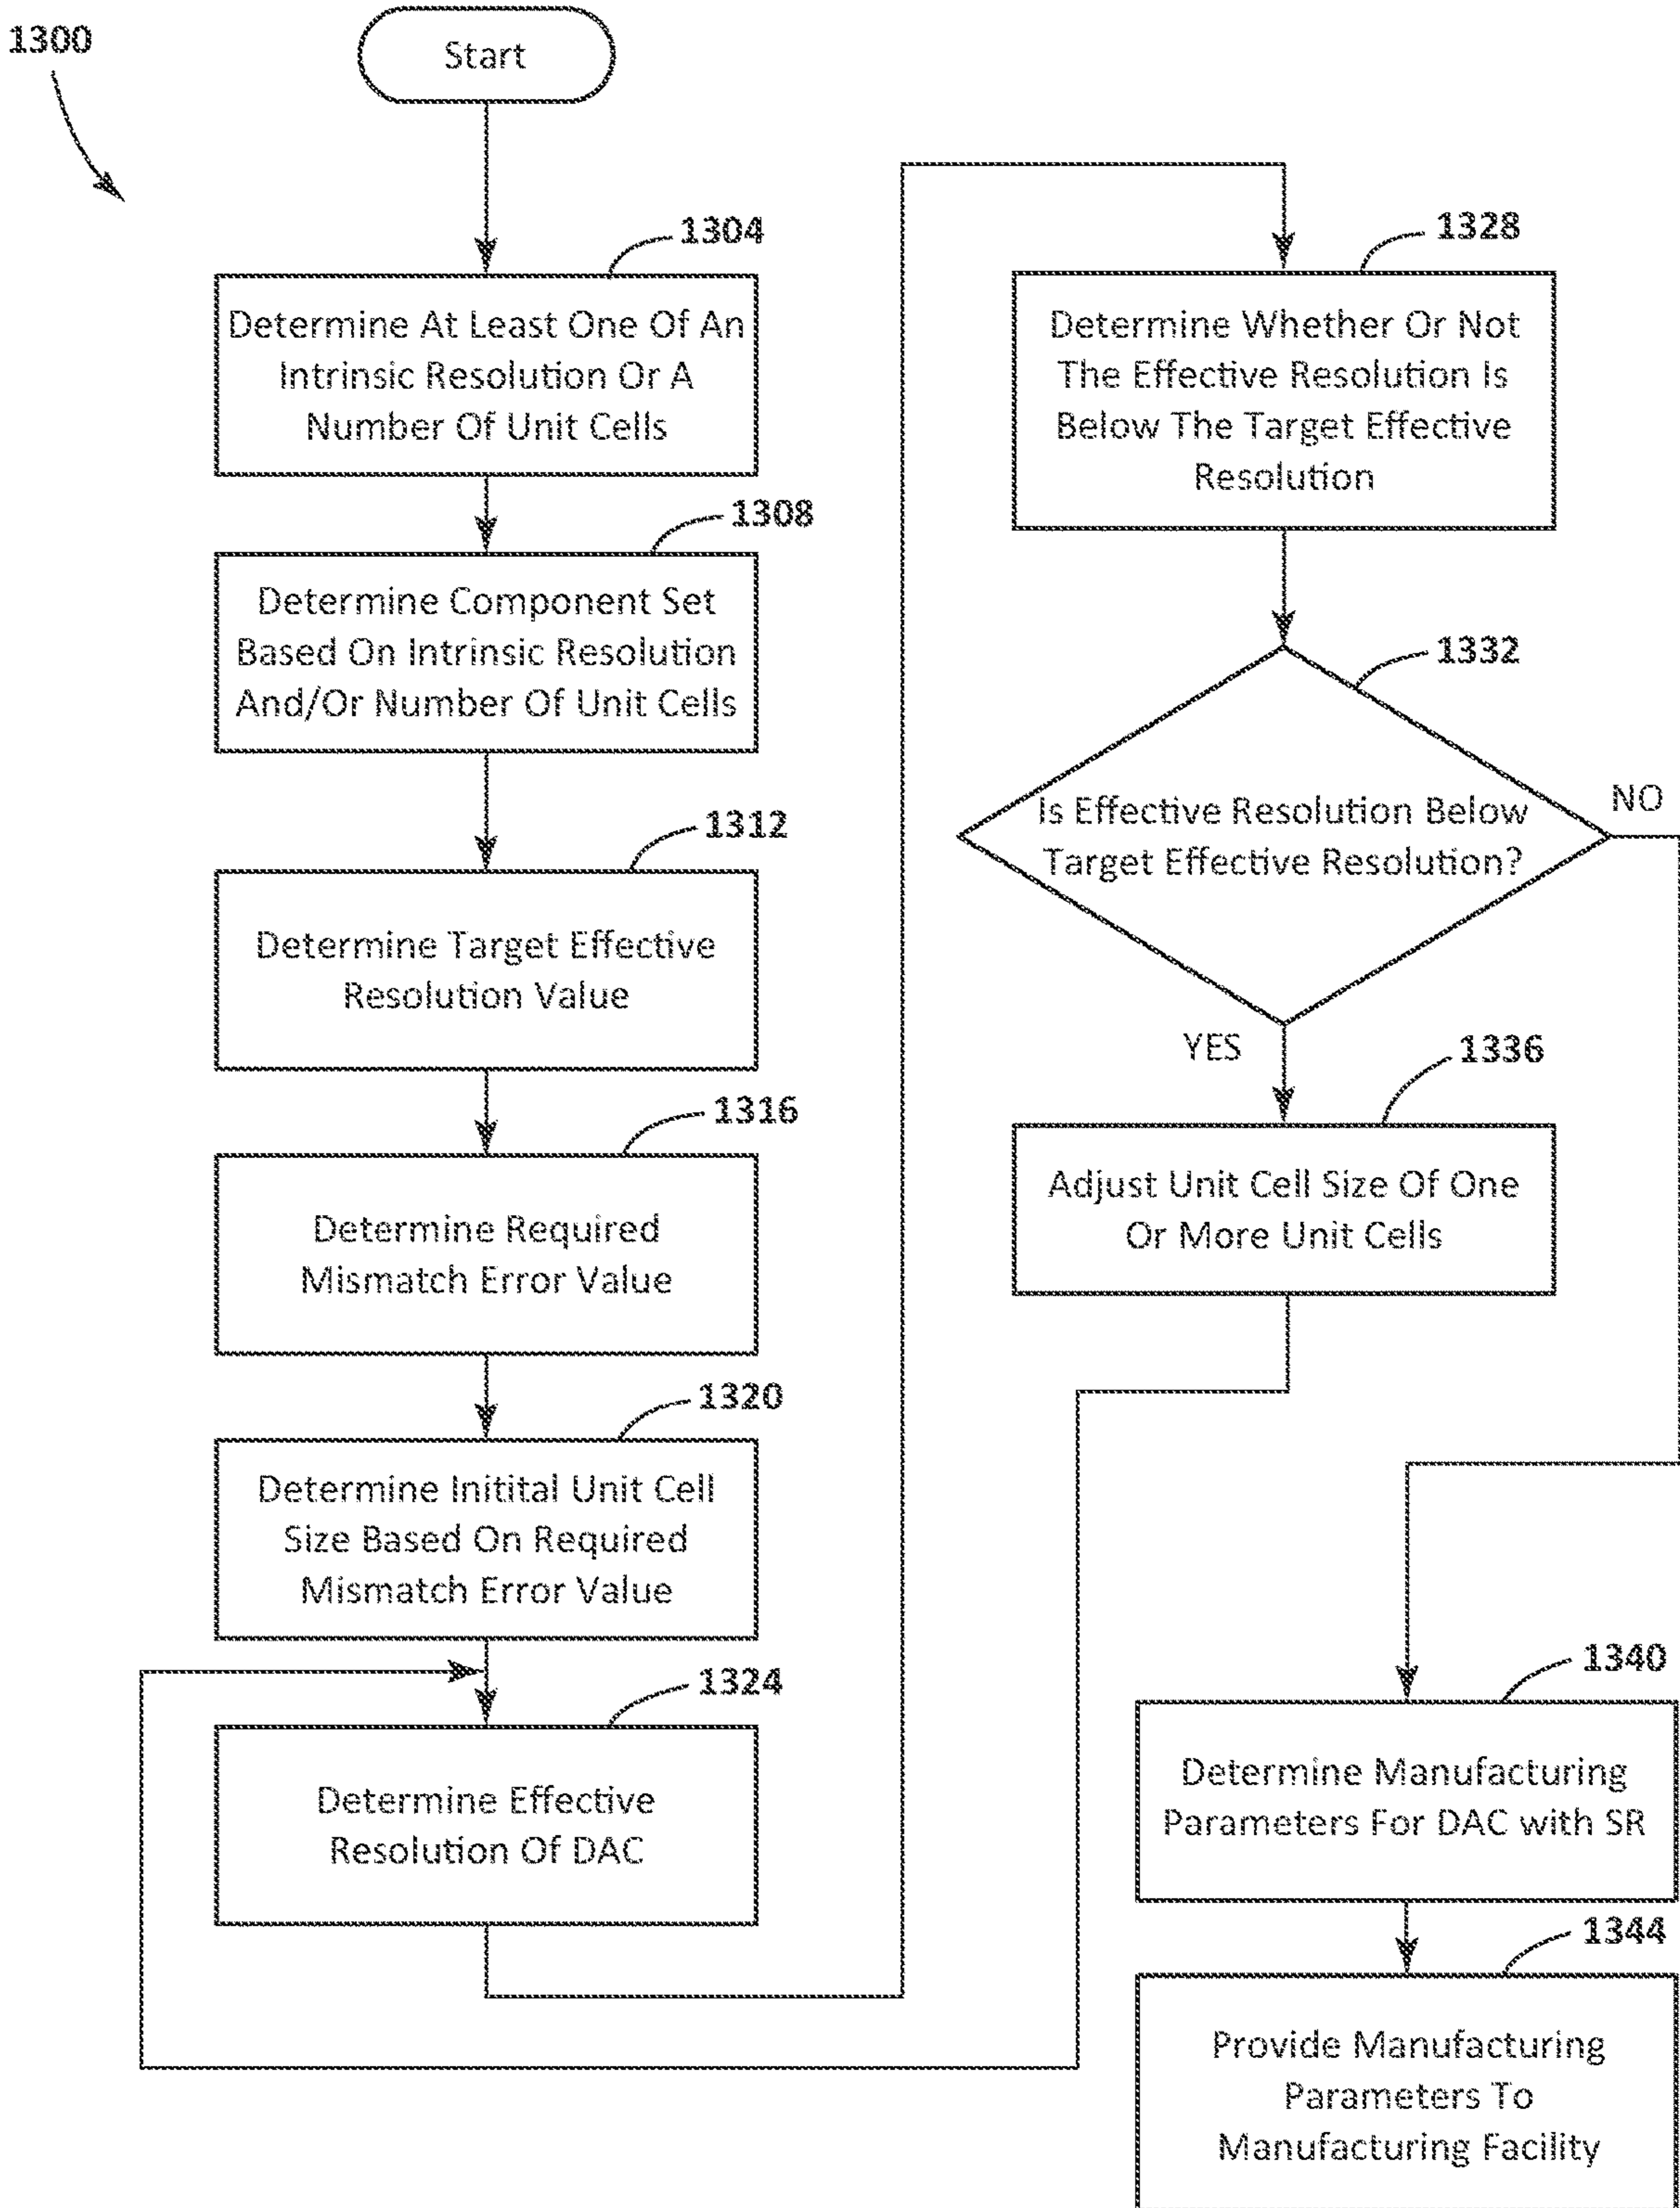 1300
Start
1304
Determine At Least One Of An
Intrinsic Resolution Or A
Number Of Unit Cells
1308
Determine Component Set
Based On Intrinsic Resolution
And/Or Number Of Unit Cells
1312
Determine Target Effective
Resolution Value
1316
Determine Required
Mismatch Error Value
1320
Determine Initital Unit Cell
Size Based On Required
Mismatch Error Value
1324
Determine Effective
Resolution Of DAC
1328
Determine Whether Or Not
The Effective Resolution Is
Below The Target Effective
Resolution
1332
Is Effective Resolution Below
Target Effective Resolution?
NO
YES
1336
Adjust Unit Cell Size Of One
Or More Unit Cells
1340
Determine Manufacturing
Parameters For DAC with SR
1344
Provide Manufacturing
Parameters To
Manufacturing Facility